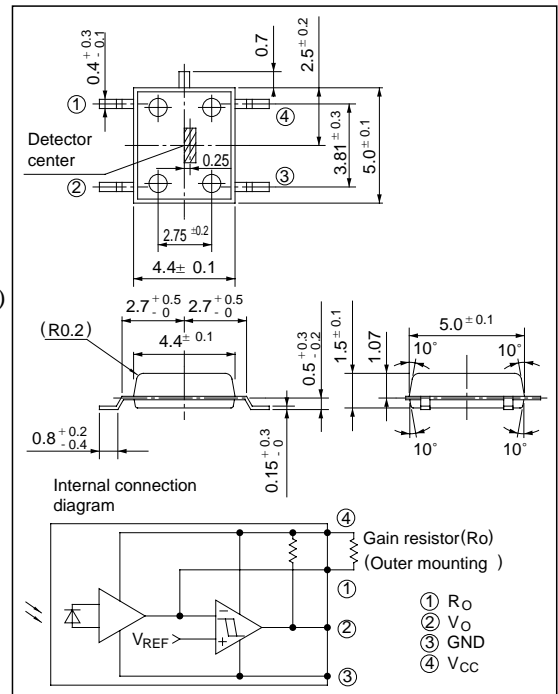 0.4 +0.3 -0.1
0.7
2.5 ± 0.2
①
④
Detector
center
0.25
3.81 ± 0.3
5.0 ± 0.1
②
③
2.75 ±0.2
4.4± 0.1
)
2.7 +0.5 -0
2.7 +0.5 -0
(R0.2)
4.4 ± 0.1
0.5 +0.3 -0.2
1.5 ± 0.1
1.07
5.0 ± 0.1
10°
10°
0.8 +0.2 -0.4
0.15 +0.3 -0
10°
10°
Internal connection
diagram
④
Gain resistor(Ro)
(Outer mounting )
①
VREF
−
+
②
③
① RO
② VO
③ GND
④ VCC